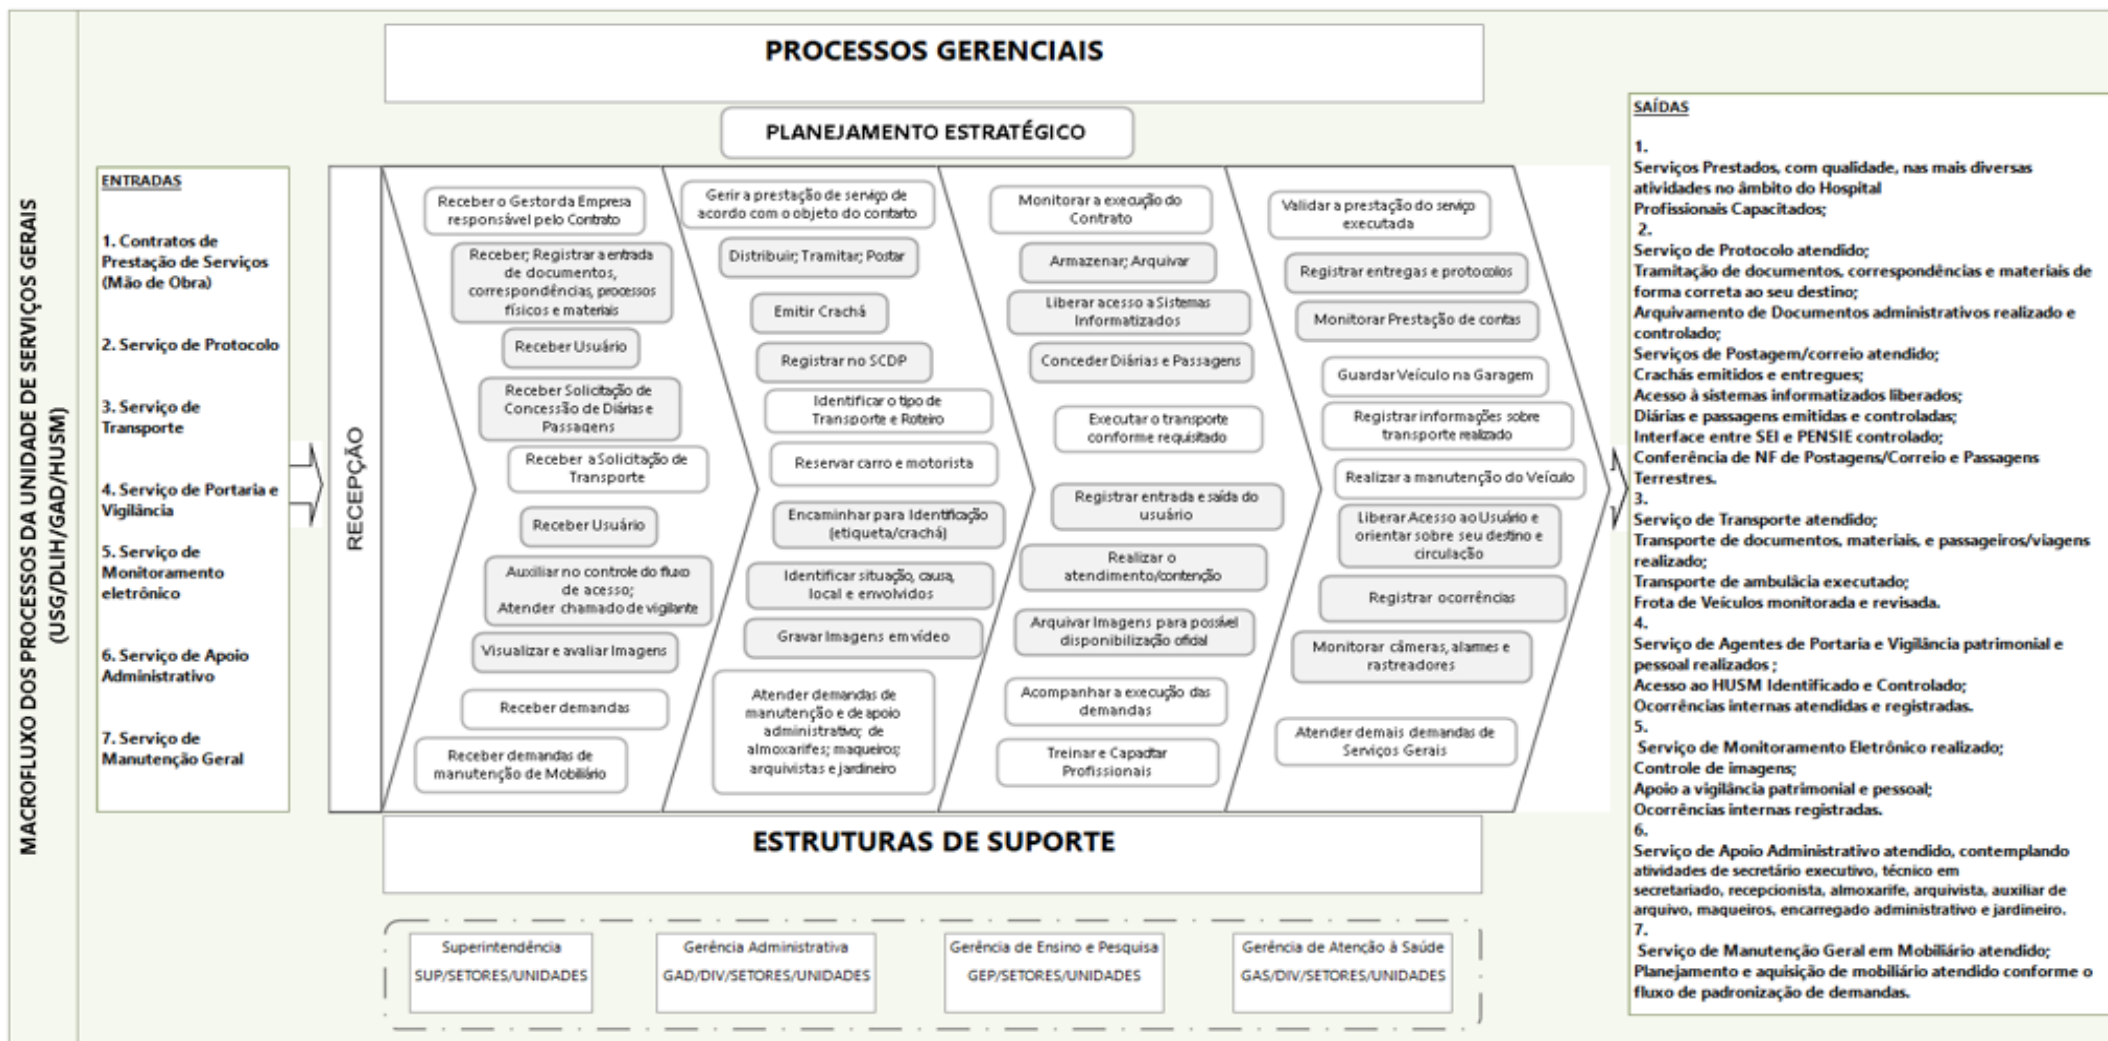 MACROFLUXO DOS PROCESSOS DA UNIDADE DE SERVIÇOS GERAIS
(USG/DLIH/GAD/HUSM)
PROCESSOS GERENCIAIS
PLANEJAMENTO ESTRATÉGICO
ENTRADAS
1. Contratos de
Prestação de Serviços
(Mão de Obra)
2. Serviço de Protocolo
3. Serviço de
Transporte
4. Serviço de Portaria e
Vigilância
5. Serviço de
Monitoramento
eletrônico
6. Serviço de Apoio
Administrativo
7. Serviço de
Manutenção Geral
RECEPÇÃO
Receber o Gestor da Empresa
responsável pelo Contrato
Receber; Registrar a entrada
de documentos,
correspondências, processos
físicos e materiais
Receber Usuário
Receber Solicitação de
Concessão de Diárias e
Passagens
Receber a Solicitação de
Transporte
Receber Usuário
Auxiliar no controle do fluxo
de acesso;
Atender chamado de vigilante
Visualizar e avaliar Imagens
Receber demandas
Receber demandas de
manutenção de Mobiliário
Gerir a prestação de serviço de
acordo com o objeto do contarto
Distribuir; Tramitar; Postar
Emitir Crachá
Registrar no SCDP
Identificar o tipo de
Transporte e Roteiro
Reservar carro e motorista
Encaminhar para Identificação
(etiqueta/crachá)
Identificar situação, causa,
local e envolvidos
Gravar Imagens em vídeo
Atender demandas de
manutenção e de apoio
administrativo; de
almoxarifes; maqueiros;
arquivistas e jardineiro
Monitorar a execução do
Contrato
Armazenar; Arquivar
Liberar acesso a Sistemas
Informatizados
Conceder Diárias e Passagens
Executar o transporte
conforme requisitado
Registrar entrada e saída do
usuário
Realizar o
atendimento/contenção
Arquivar Imagens para possível
disponibilização oficial
Acompanhar a execução das
demandas
Treinar e Capacitar
Profissionais
Validar a prestação do serviço
executada
Registrar entregas e protocolos
Monitorar Prestação de contas
Guardar Veículo na Garagem
Registrar informações sobre
transporte realizado
Realizar a manutenção do Veículo
Liberar Acesso ao Usuário e
orientar sobre seu destino e
circulação
Registrar ocorrências
Monitorar câmeras, alarmes e
rastreadores
Atender demais demandas de
Serviços Gerais
SAÍDAS
1.
Serviços Prestados, com qualidade, nas mais diversas
atividades no âmbito do Hospital
Profissionais Capacitados;
2.
Serviço de Protocolo atendido;
Tramitação de documentos, correspondências e materiais de
forma correta ao seu destino;
Arquivamento de Documentos administrativos realizado e
controlado;
Serviços de Postagem/correio atendido;
Crachás emitidos e entregues;
Acesso à sistemas informatizados liberados;
Diárias e passagens emitidas e controladas;
Interface entre SEI e PENSIE controlado;
Conferência de NF de Postagens/Correio e Passagens
Terrestres.
3.
Serviço de Transporte atendido;
Transporte de documentos, materiais, e passageiros/viagens
realizado;
Transporte de ambulâcia executado;
Frota de Veículos monitorada e revisada.
4.
Serviço de Agentes de Portaria e Vigilância patrimonial e
pessoal realizados ;
Acesso ao HUSM Identificado e Controlado;
Ocorrências internas atendidas e registradas.
5.
Serviço de Monitoramento Eletrônico realizado;
Controle de imagens;
Apoio a vigilância patrimonial e pessoal;
Ocorrências internas registradas.
6.
Serviço de Apoio Administrativo atendido, contemplando
atividades de secretário executivo, técnico em
secretariado, recepcionista, almoxarife, arquivista, auxiliar de
arquivo, maqueiros, encarregado administrativo e jardineiro.
7.
Serviço de Manutenção Geral em Mobiliário atendido;
Planejamento e aquisição de mobiliário atendido conforme o
fluxo de padronização de demandas.
ESTRUTURAS DE SUPORTE
Superintendência
SUP/SETORES/UNIDADES
Gerência Administrativa
GAD/DIV/SETORES/UNIDADES
Gerência de Ensino e Pesquisa
GEP/SETORES/UNIDADES
Gerência de Atenção à Saúde
GAS/DIV/SETORES/UNIDADES